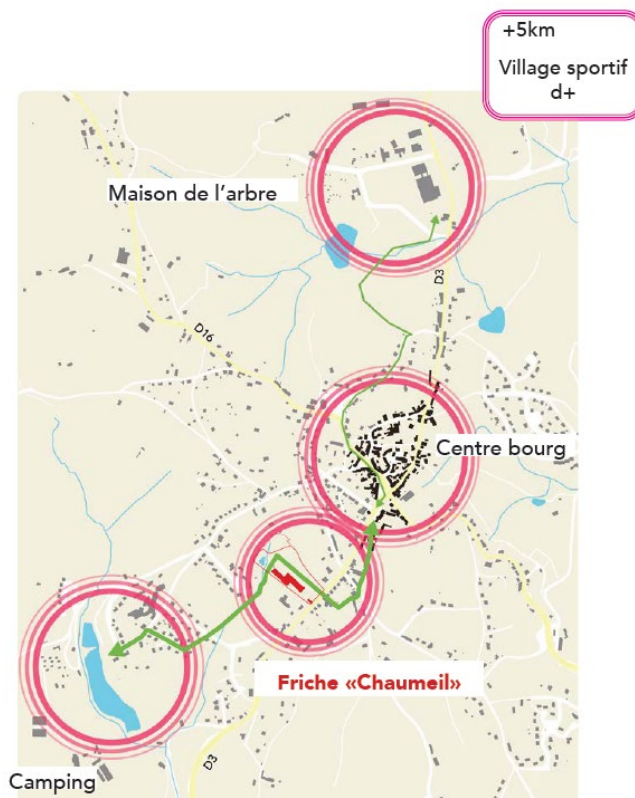 +5km
Village sportif
d+
Maison de l’arbre
D3
D16
Centre bourg
Friche «Chaumeil»
D3
Camping